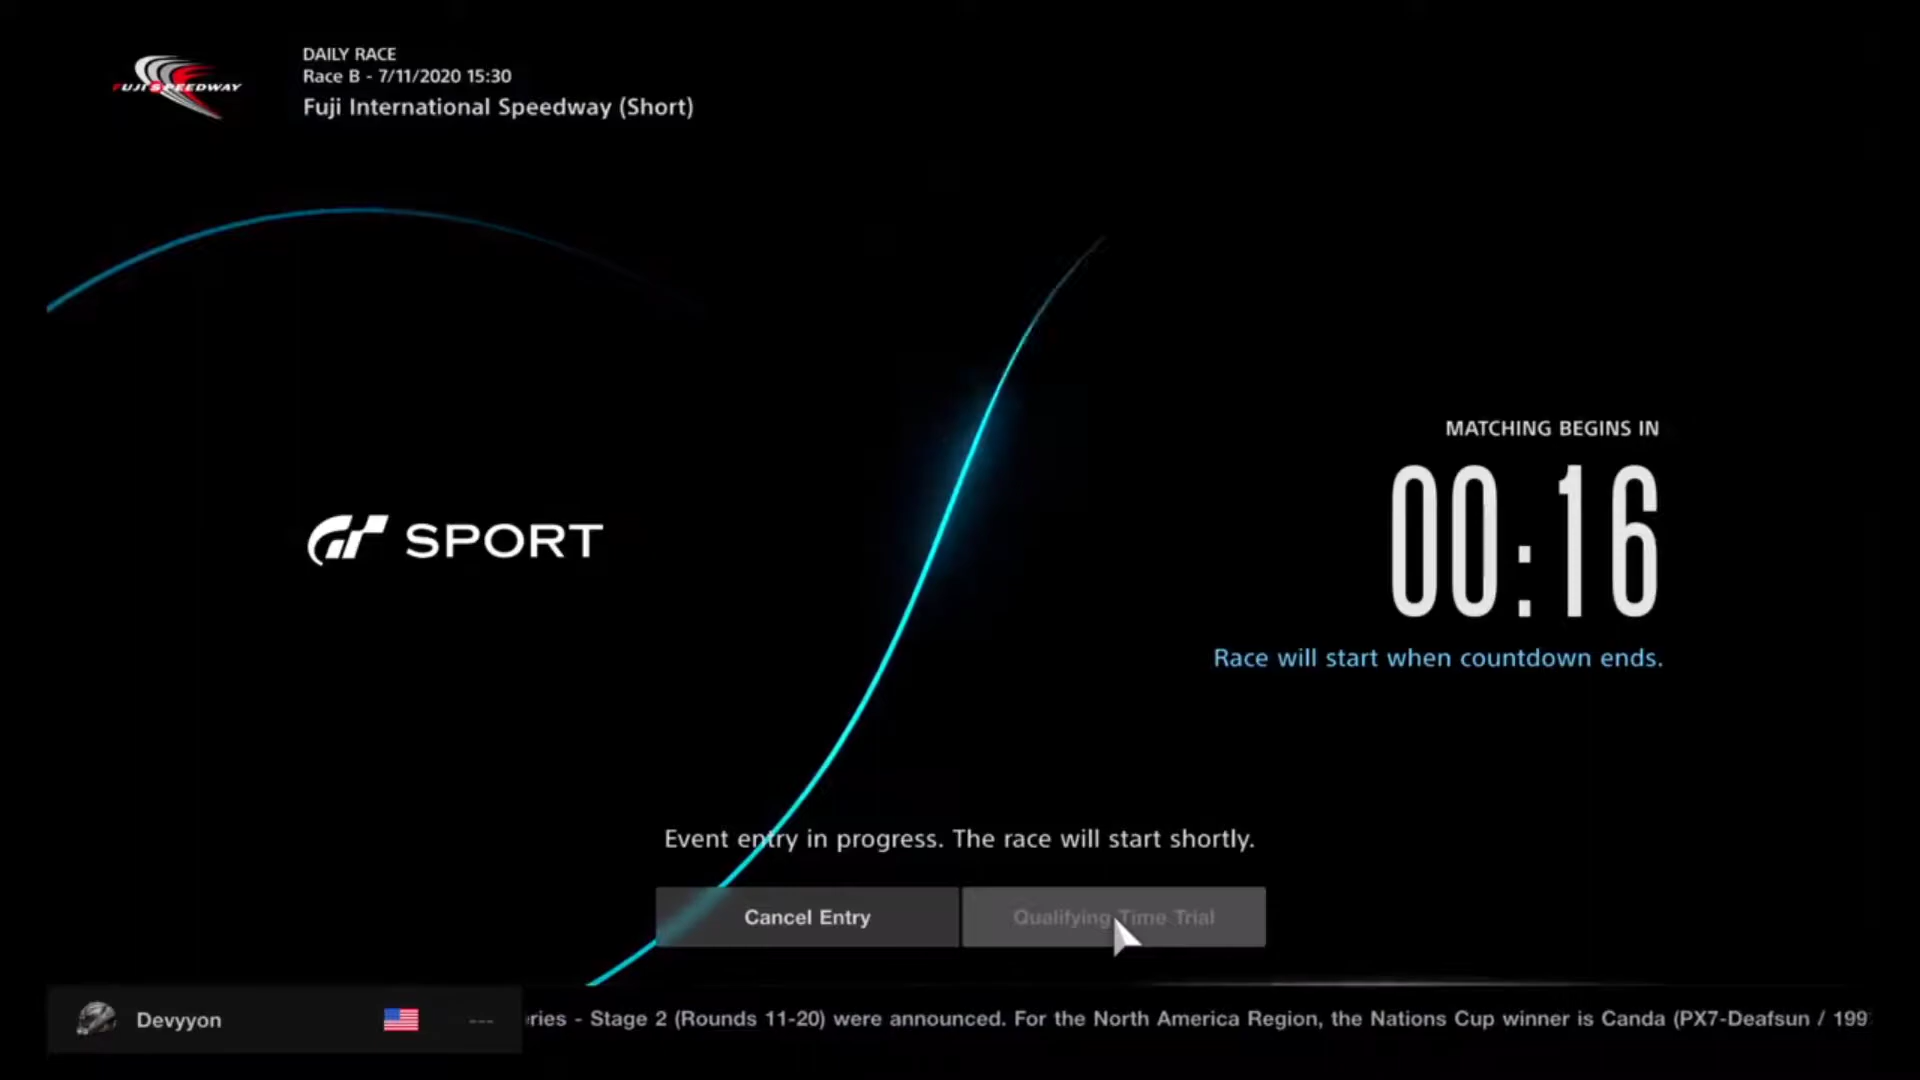 FUJI SPEEDWAY
DAILY RACE
Race B - 7/11/2020 15:30
Fuji International Speedway (Short)
MATCHING BEGINS IN
00:16
Race will start when countdown ends.
GT SPORT
Event entry in progress. The race will start shortly.
Cancel Entry
Qualifying Time Trial
Devyyon
---
ries - Stage 2 (Rounds 11-20) were announced. For the North America Region, the Nations Cup winner is Canda (PX7-Deafsun / 199